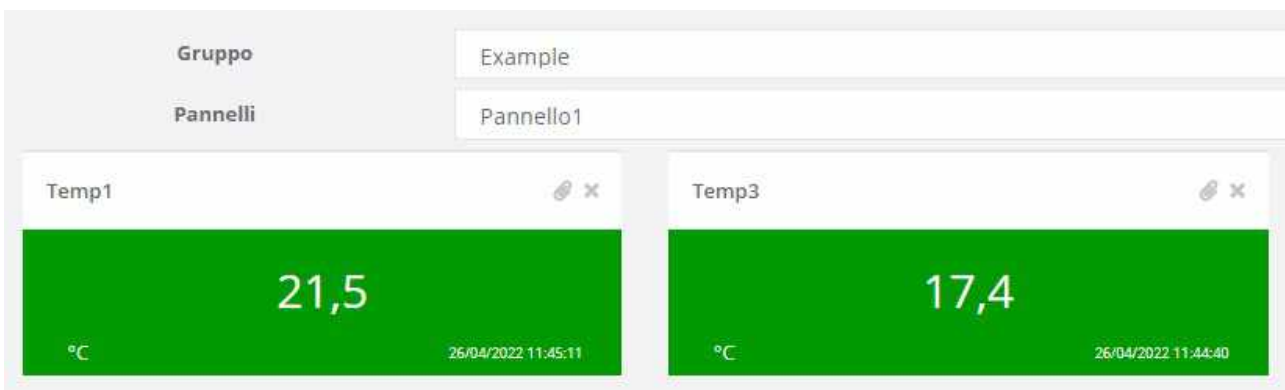 Gruppo Example
Pannelli Pannello1
Temp1
21,5
°C 26/04/2022 11:45:11
Temp3
17,4
°C 26/04/2022 11:44:40